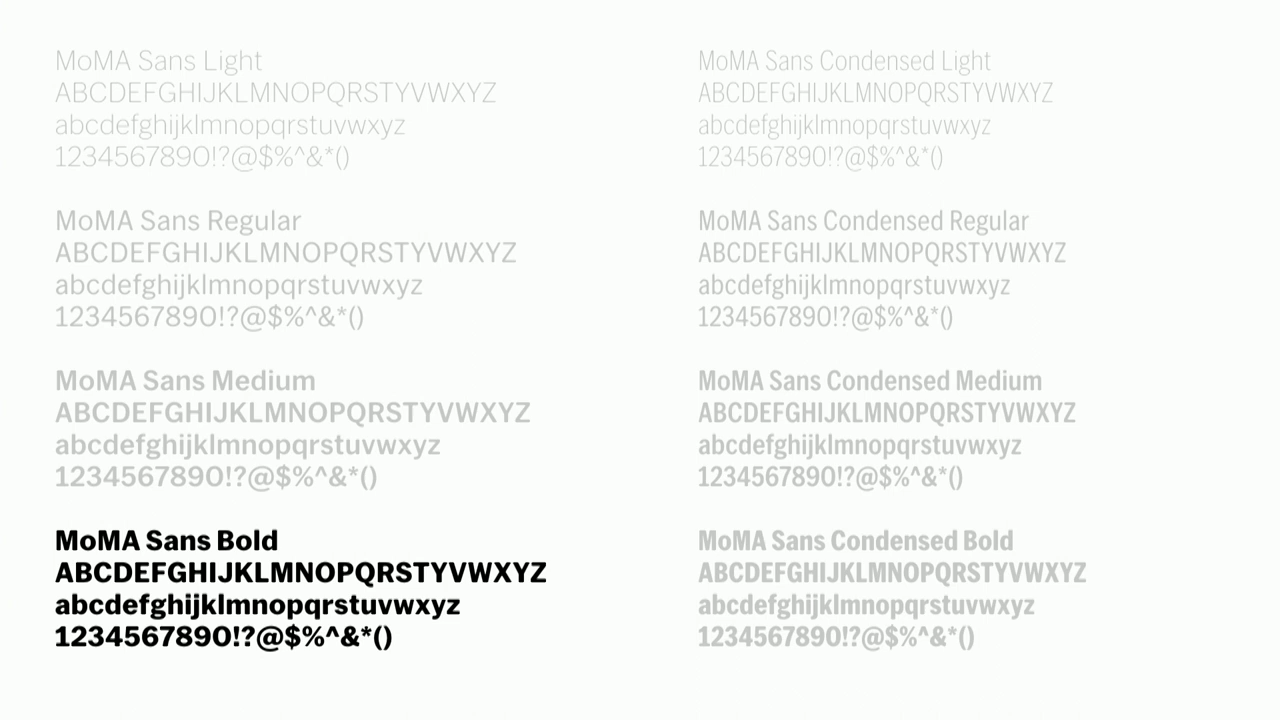 MoMA Sans Light
ABCDEFGHIJKLMNOPQRSTYVWXYZ
abcdefghijklmnopqrstuvwxyz
1234567890!?@$%^&*()
MoMA Sans Regular
ABCDEFGHIJKLMNOPQRSTYVWXYZ
abcdefghijklmnopqrstuvwxyz
1234567890!?@$%^&*()
MoMA Sans Medium
ABCDEFGHIJKLMNOPQRSTYVWXYZ
abcdefghijklmnopqrstuvwxyz
1234567890!?@$%^&*()
MoMA Sans Bold
ABCDEFGHIJKLMNOPQRSTYVWXYZ
abcdefghijklmnopqrstuvwxyz
1234567890!?@$%^&*()
MoMA Sans Condensed Light
ABCDEFGHIJKLMNOPQRSTYVWXYZ
abcdefghijklmnopqrstuvwxyz
1234567890!?@$%^&*()
MoMA Sans Condensed Regular
ABCDEFGHIJKLMNOPQRSTYVWXYZ
abcdefghijklmnopqrstuvwxyz
1234567890!?@$%^&*()
MoMA Sans Condensed Medium
ABCDEFGHIJKLMNOPQRSTYVWXYZ
abcdefghijklmnopqrstuvwxyz
1234567890!?@$%^&*()
MoMA Sans Condensed Bold
ABCDEFGHIJKLMNOPQRSTYVWXYZ
abcdefghijklmnopqrstuvwxyz
1234567890!?@$%^&*()